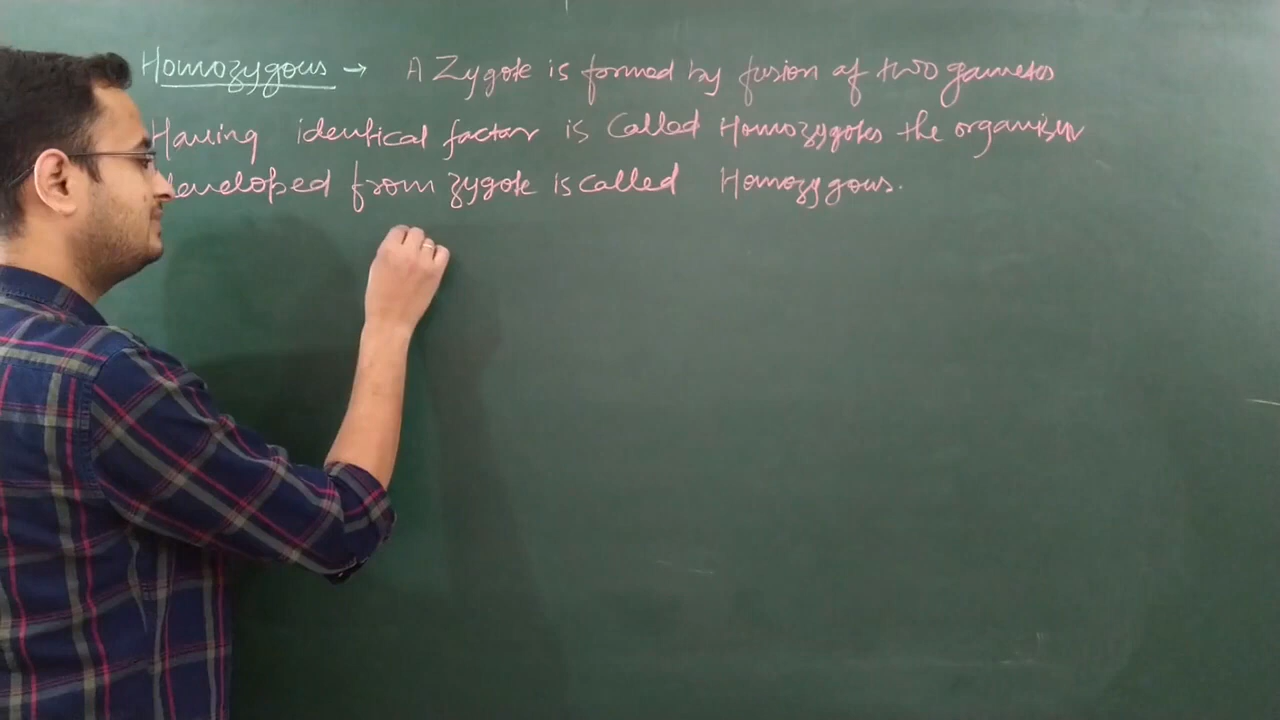 Homozygous → A Zygote is formed by fusion of two gametes
Having identical factor is Called Homozygotes the organism
developed from zygote is called Homozygous.